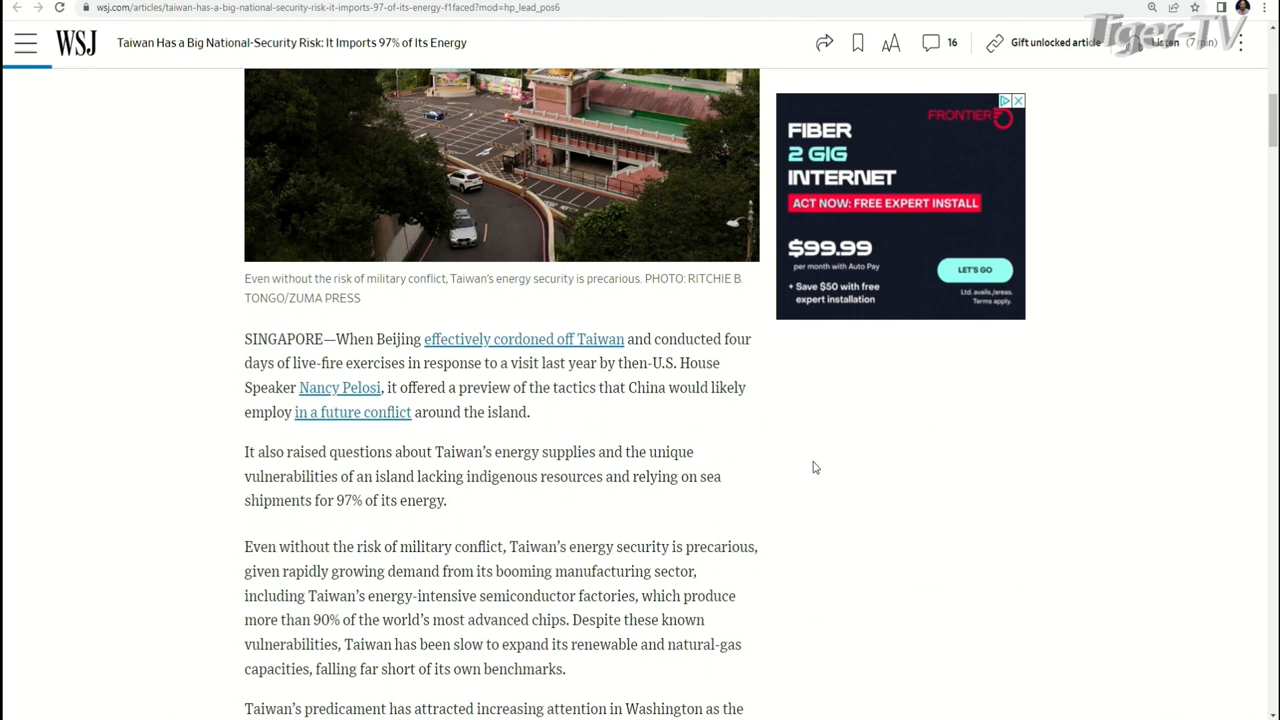 wsj.com/articles/taiwan-has-a-big-national-security-risk-it-imports-97-of-its-energy-f1faced?mod=hp_lead_pos6
Tiger-TV
WSJ
Taiwan Has a Big National-Security Risk: It Imports 97% of Its Energy
AA
16
Gift unlocked article
Listen (7 min)
FRONTIER
FIBER
2 GIG
INTERNET
ACT NOW: FREE EXPERT INSTALL
$99.99
per month with Auto Pay
+ Save $50 with free
expert installation
LET'S GO
Ltd. avails./areas.
Terms apply.
Even without the risk of military conflict, Taiwan's energy security is precarious. PHOTO: RITCHIE B.
TONGO/ZUMA PRESS
SINGAPORE—When Beijing effectively cordoned off Taiwan and conducted four
days of live-fire exercises in response to a visit last year by then-U.S. House
Speaker Nancy Pelosi, it offered a preview of the tactics that China would likely
employ in a future conflict around the island.
It also raised questions about Taiwan's energy supplies and the unique
vulnerabilities of an island lacking indigenous resources and relying on sea
shipments for 97% of its energy.
Even without the risk of military conflict, Taiwan's energy security is precarious,
given rapidly growing demand from its booming manufacturing sector,
including Taiwan's energy-intensive semiconductor factories, which produce
more than 90% of the world's most advanced chips. Despite these known
vulnerabilities, Taiwan has been slow to expand its renewable and natural-gas
capacities, falling far short of its own benchmarks.
Taiwan's predicament has attracted increasing attention in Washington as the